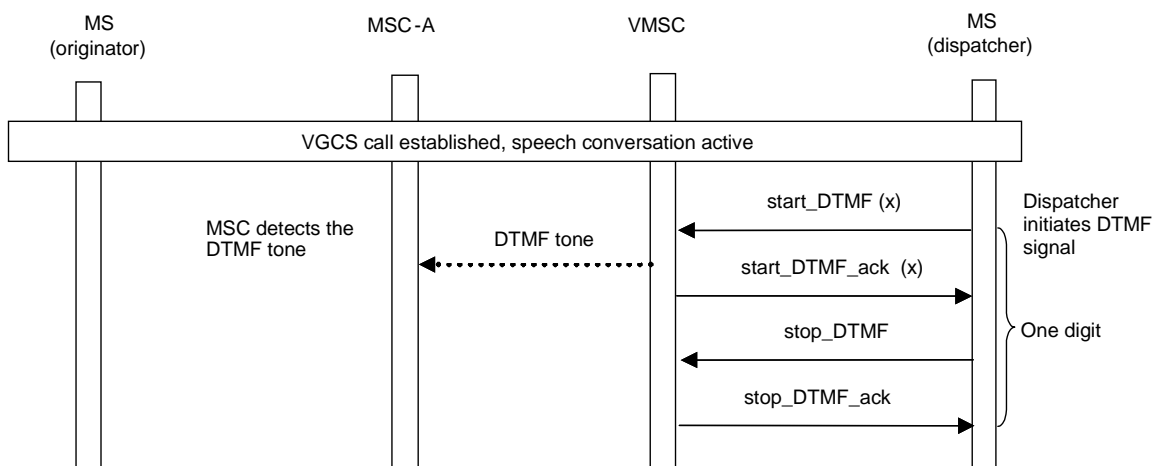 MS
(originator)
MSC-A
VMSC
MS
(dispatcher)
VGCS call established, speech conversation active
start_DTMF (x)
Dispatcher
initiates DTMF
signal
MSC detects the
DTMF tone
DTMF tone
start_DTMF_ack (x)
stop_DTMF
One digit
stop_DTMF_ack